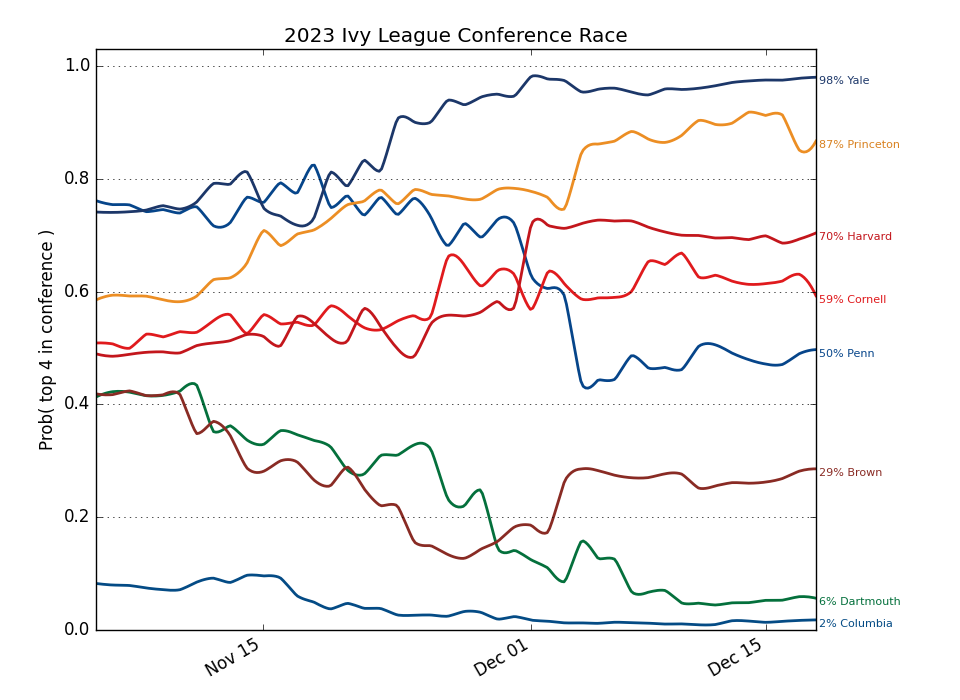 2023 Ivy League Conference Race
Prob( top 4 in conference )
1.0
0.8
0.6
0.4
0.2
0.0
Nov 15
Dec 01
Dec 15
98% Yale
87% Princeton
70% Harvard
59% Cornell
50% Penn
29% Brown
6% Dartmouth
2% Columbia